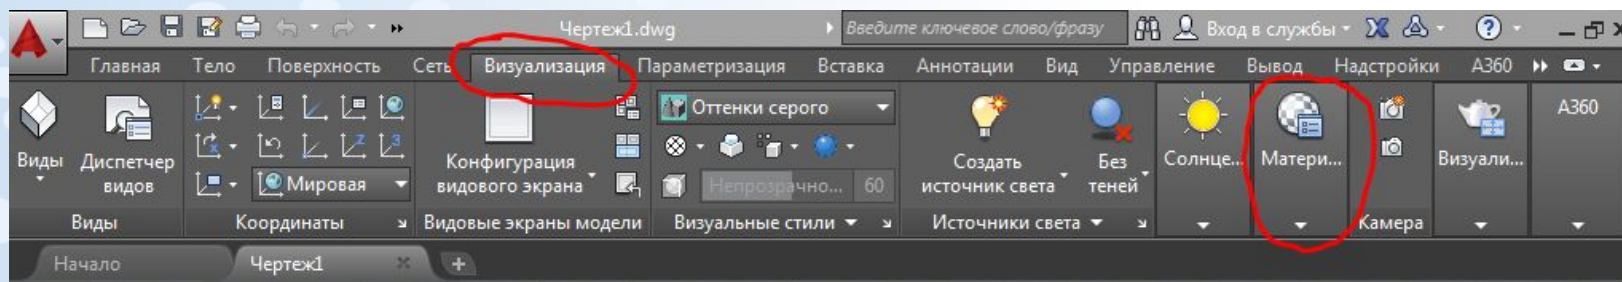 Чертеж1.dwg
Введите ключевое слово/фразу
Вход в службы
Главная Тело Поверхность Сеть Визуализация Параметризация Вставка Аннотации Вид Управление Вывод Надстройки A360
Виды
Диспетчер видов
Мировая
Конфигурация видового экрана
Оттенки серого
Непрозрачно... 60
Создать источник света
Без теней
Солнце...
Матери...
Визуали...
A360
Виды Координаты Видовые экраны модели Визуальные стили Источники света Камера
Начало Чертеж1